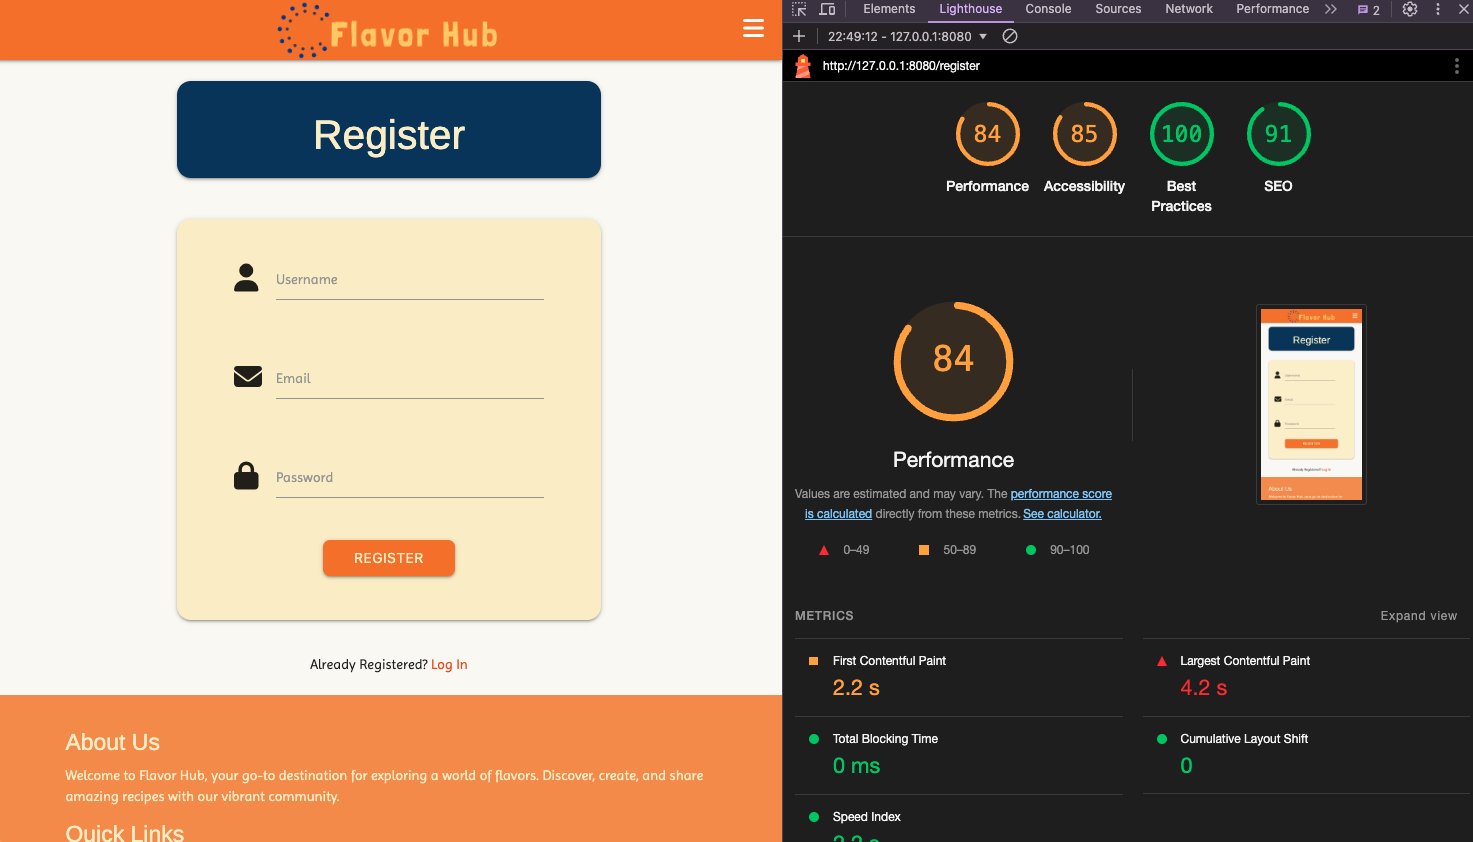 Flavor Hub
Register
Username
Email
Password
REGISTER
Already Registered? Log In
About Us
Welcome to Flavor Hub, your go-to destination for exploring a world of flavors. Discover, create, and share
amazing recipes with our vibrant community.
Quick Links
Elements Lighthouse Console Sources Network Performance 2
22:49:12 - 127.0.0.1:8080
http://127.0.0.1:8080/register
84 85 100 91
Performance Accessibility Best Practices SEO
84
Performance
Values are estimated and may vary. The performance score
is calculated directly from these metrics. See calculator.
0–49 50–89 90–100
Flavor Hub
Register
About Us
METRICS Expand view
First Contentful Paint
2.2 s
Largest Contentful Paint
4.2 s
Total Blocking Time
0 ms
Cumulative Layout Shift
0
Speed Index